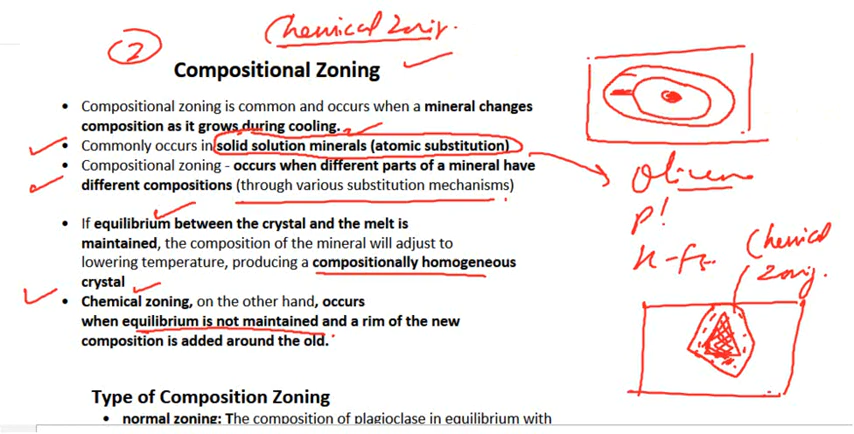 ②
Chemical Zonig.
Compositional Zoning
• Compositional zoning is common and occurs when a mineral changes
composition as it grows during cooling.
• Commonly occurs in solid solution minerals (atomic substitution)
• Compositional zoning - occurs when different parts of a mineral have
different compositions (through various substitution mechanisms)
• If equilibrium between the crystal and the melt is
maintained, the composition of the mineral will adjust to
lowering temperature, producing a compositionally homogeneous
crystal
• Chemical zoning, on the other hand, occurs
when equilibrium is not maintained and a rim of the new
composition is added around the old.
Type of Composition Zoning
• normal zoning: The composition of plagioclase in equilibrium with
Chemical
Zonig.